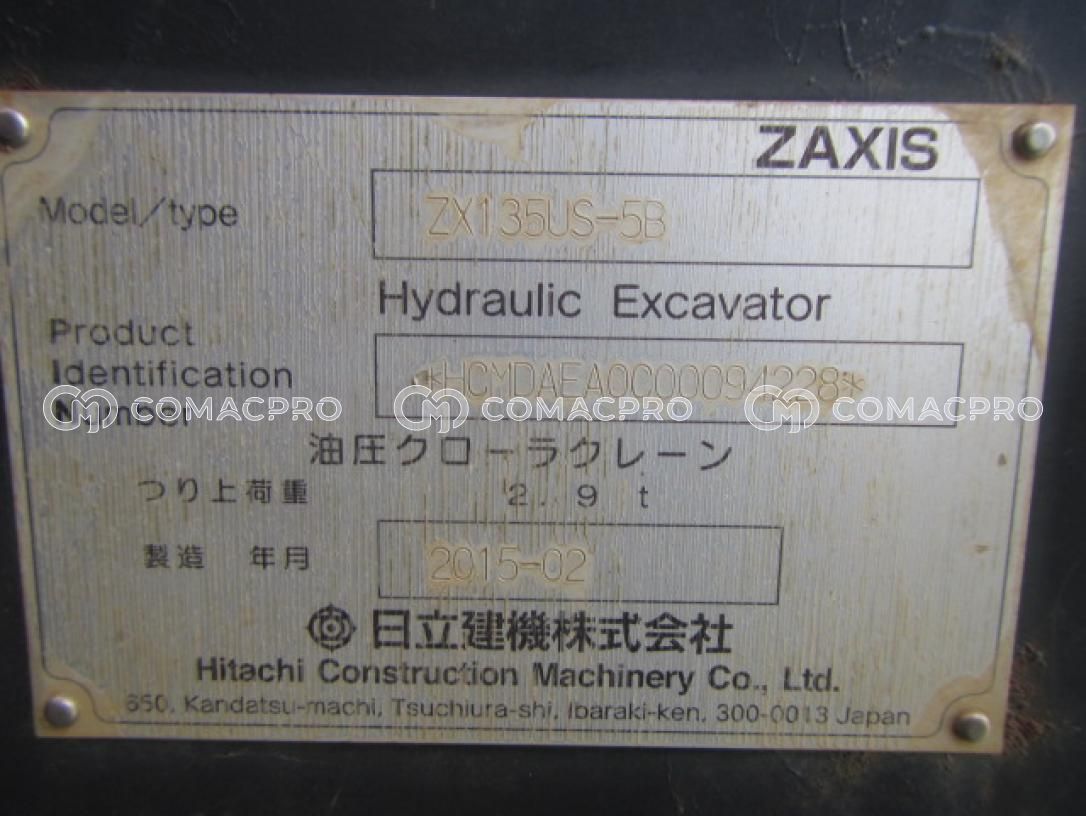 ZAXIS
Model/type ZX135US-5B
Hydraulic Excavator
Product
Identification
Number *HCMDAEA0C00094228*
COMACPRO COMACPRO COMACPRO
油圧クローラクレーン
つり上荷重 2.9 t
製造 年月 2015-02
日立建機株式会社
Hitachi Construction Machinery Co., Ltd.
650, Kandatsu-machi, Tsuchiura-shi, Ibaraki-ken, 300-0013 Japan